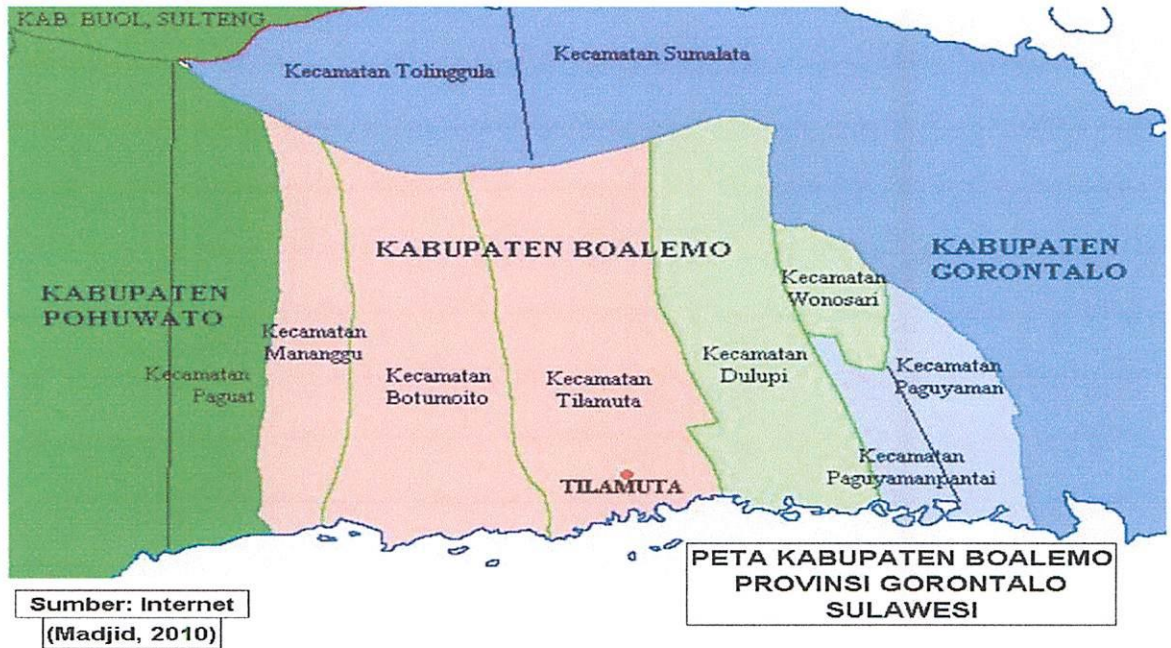 KAB BUOL, SULTENG
Kecamatan Tolinggula
Kecamatan Sumalata
KABUPATEN BOALEMO
KABUPATEN
GORONTALO
KABUPATEN
POHUWATO
Kecamatan
Wonosari
Kecamatan
Mananggu
Kecamatan
Paguat
Kecamatan
Botumoito
Kecamatan
Tilamuta
Kecamatan
Dulupi
Kecamatan
Paguyaman
Kecamatan
Paguyamanpantai
TILAMUTA
PETA KABUPATEN BOALEMO
PROVINSI GORONTALO
SULAWESI
Sumber: Internet
(Madjid, 2010)